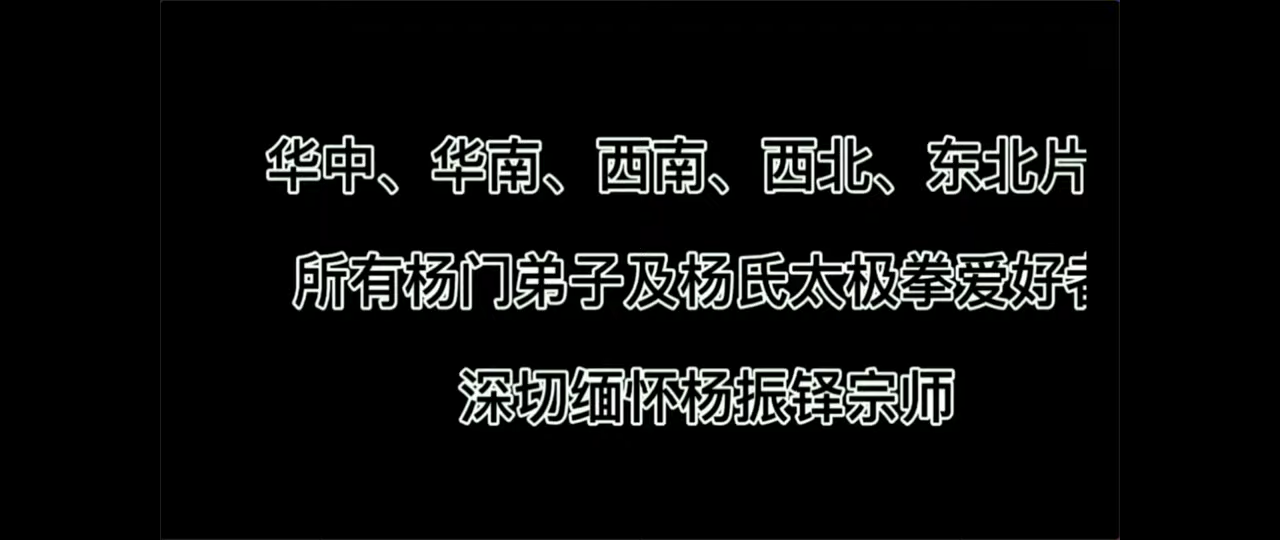 华中、华南、西南、西北、东北片
所有杨门弟子及杨氏太极拳爱好者
深切缅怀杨振铎宗师